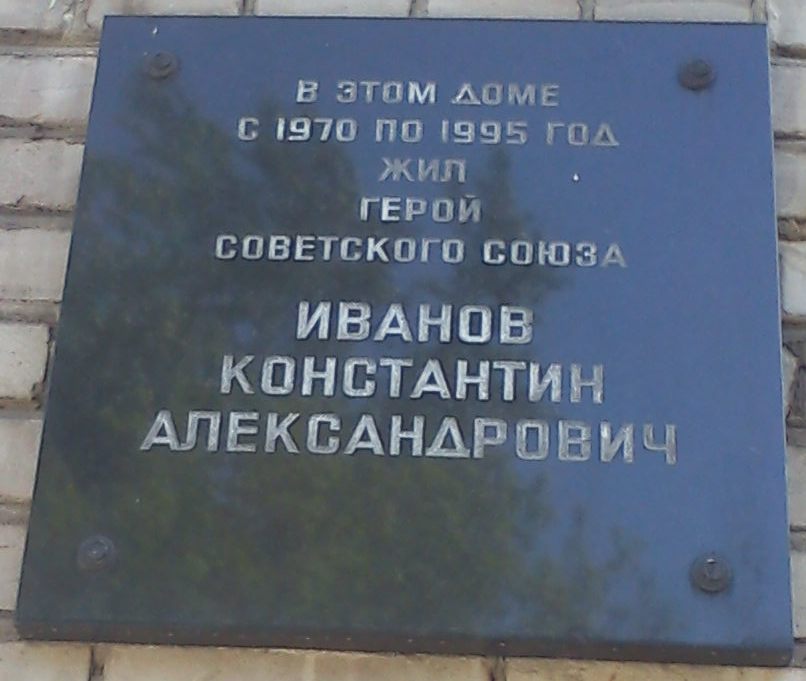 В ЭТОМ ДОМЕ
С 1970 ПО 1995 ГОД
ЖИЛ
ГЕРОЙ
СОВЕТСКОГО СОЮЗА
ИВАНОВ
КОНСТАНТИН
АЛЕКСАНДРОВИЧ